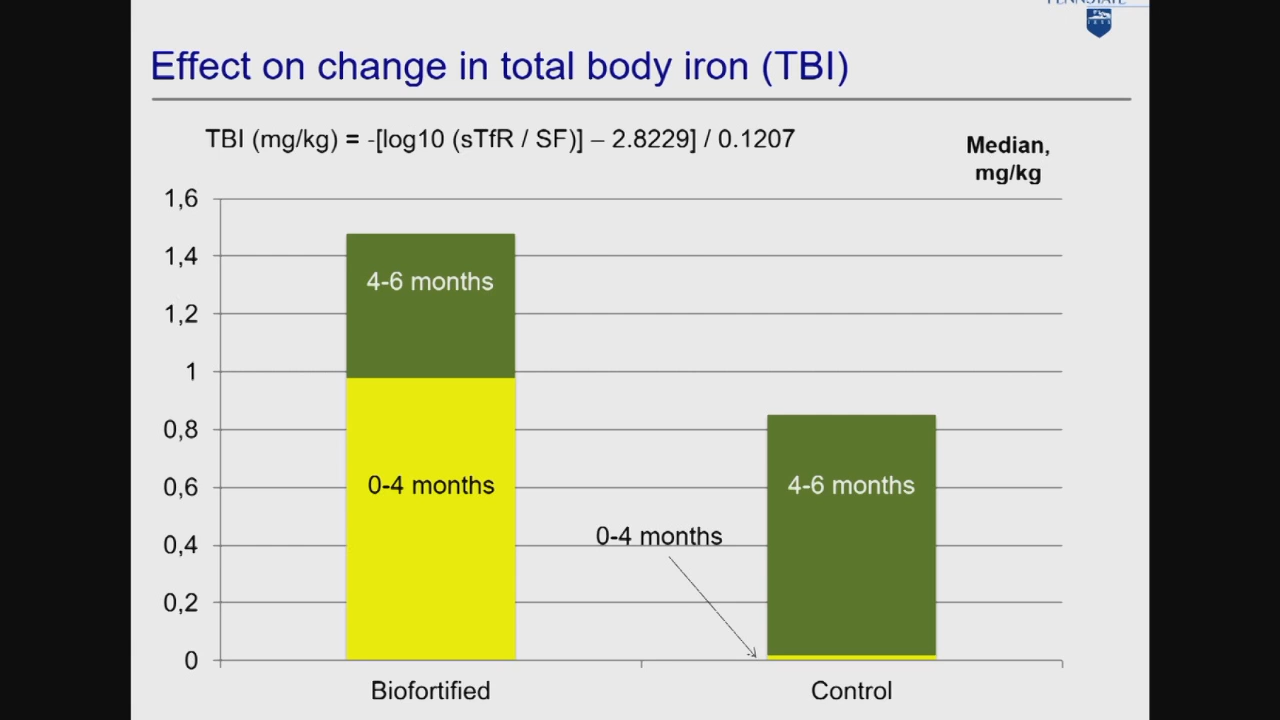 PENNSTATE
Effect on change in total body iron (TBI)
TBI (mg/kg) = -[log10 (sTfR / SF)] – 2.8229] / 0.1207
Median,
mg/kg
1,6
1,4
1,2
1
0,8
0,6
0,4
0,2
0
4-6 months
0-4 months
0-4 months
4-6 months
Biofortified
Control